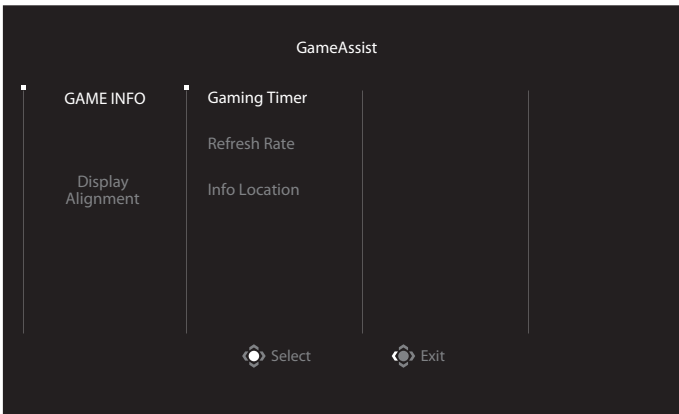 GameAssist
GAME INFO
Gaming Timer
Refresh Rate
Display
Alignment
Info Location
Select
Exit